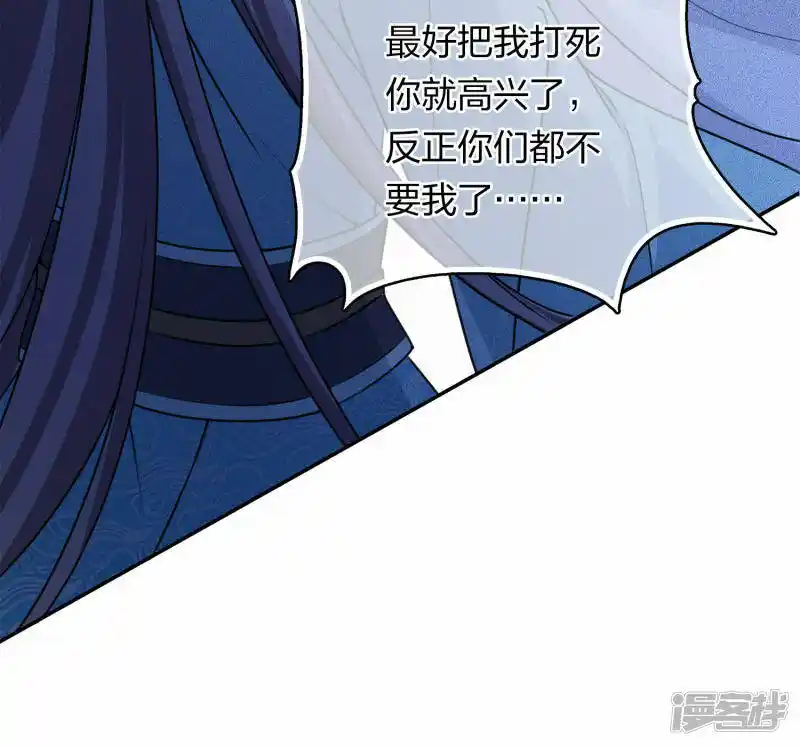 最好把我打死
你就高兴了，
反正你们都不
要我了……
漫客栈